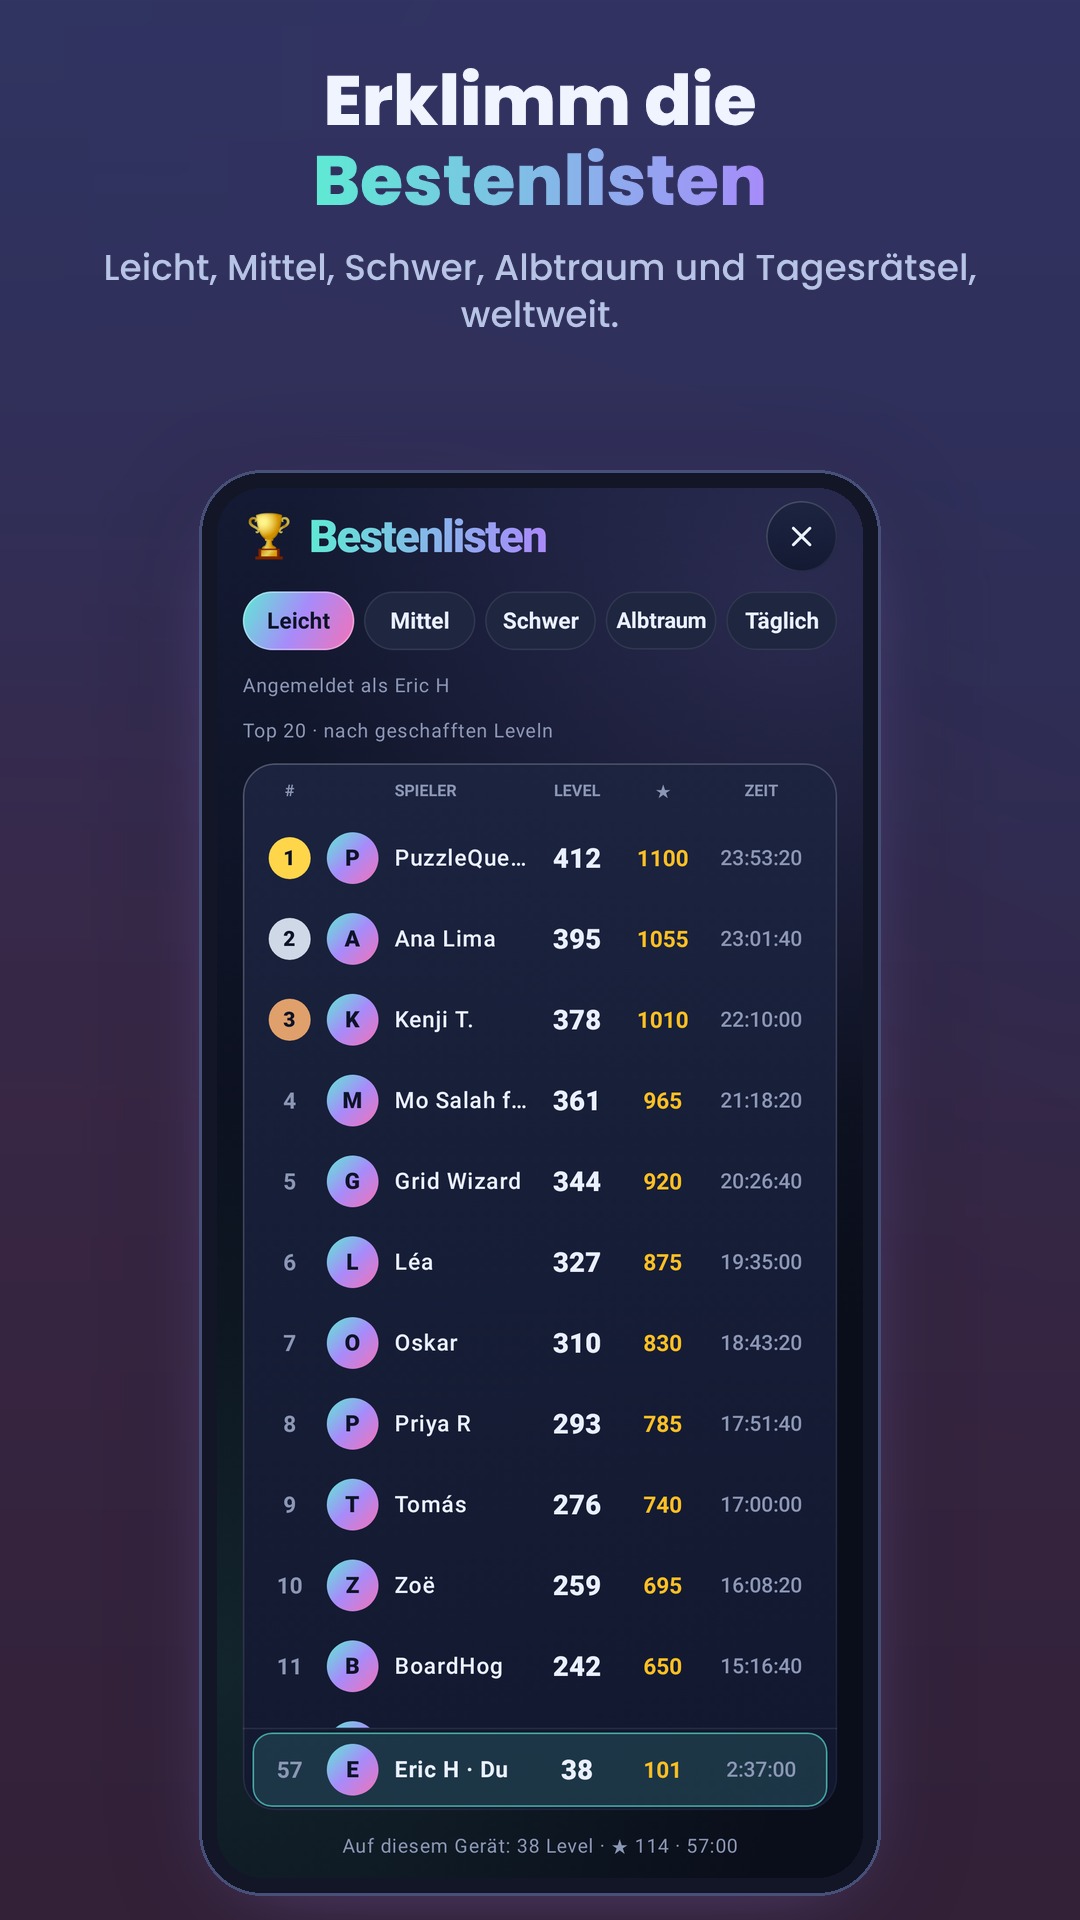 Erklimm die
Bestenlisten
Leicht, Mittel, Schwer, Albtraum und Tagesrätsel,
weltweit.
🏆 Bestenlisten ✕
Leicht Mittel Schwer Albtraum Täglich
Angemeldet als Eric H
Top 20 · nach geschafften Leveln
# SPIELER LEVEL ★ ZEIT
1 P PuzzleQue… 412 1100 23:53:20
2 A Ana Lima 395 1055 23:01:40
3 K Kenji T. 378 1010 22:10:00
4 M Mo Salah f… 361 965 21:18:20
5 G Grid Wizard 344 920 20:26:40
6 L Léa 327 875 19:35:00
7 O Oskar 310 830 18:43:20
8 P Priya R 293 785 17:51:40
9 T Tomás 276 740 17:00:00
10 Z Zoë 259 695 16:08:20
11 B BoardHog 242 650 15:16:40
57 E Eric H · Du 38 101 2:37:00
Auf diesem Gerät: 38 Level · ★ 114 · 57:00